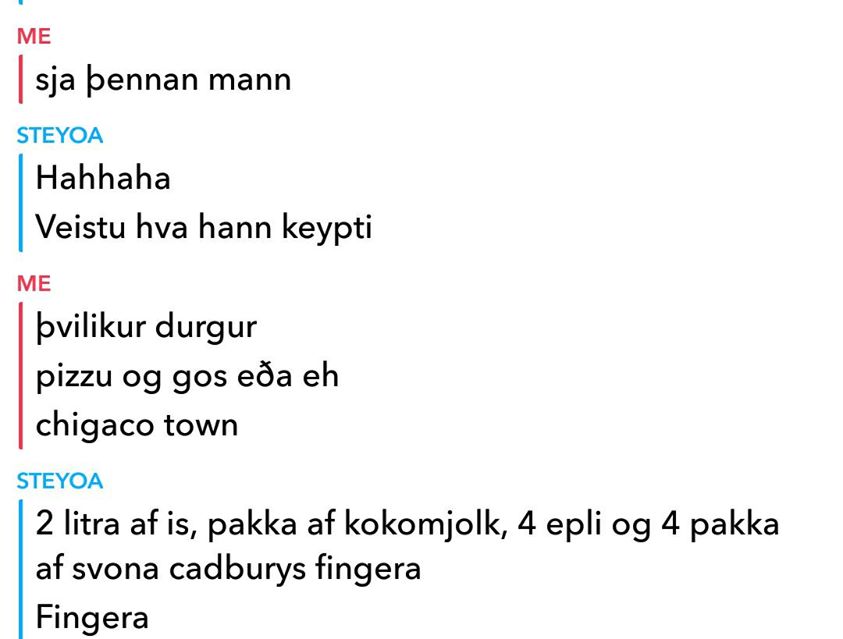 ME
sja þennan mann
STEYOA
Hahhaha
Veistu hva hann keypti
ME
þvilikur durgur
pizzu og gos eða eh
chigaco town
STEYOA
2 litra af is, pakka af kokomjolk, 4 epli og 4 pakka
af svona cadburys fingera
Fingera